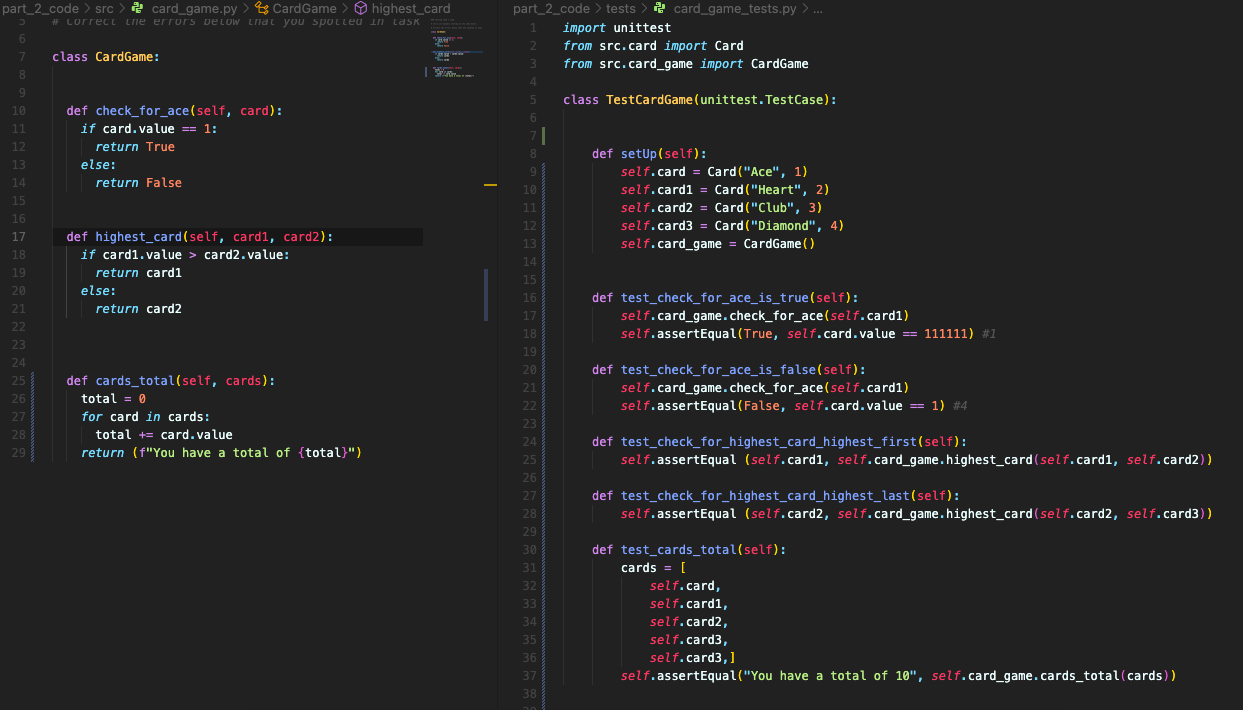 part_2_code > src > card_game.py > CardGame > highest_card
5 # Correct the errors below that you spotted in task
6
7 class CardGame:
8
9
10 def check_for_ace(self, card):
11 if card.value == 1:
12 return True
13 else:
14 return False
15
16
17 def highest_card(self, card1, card2):
18 if card1.value > card2.value:
19 return card1
20 else:
21 return card2
22
23
24
25 def cards_total(self, cards):
26 total = 0
27 for card in cards:
28 total += card.value
29 return (f"You have a total of {total}")
part_2_code > tests > card_game_tests.py > ...
1 import unittest
2 from src.card import Card
3 from src.card_game import CardGame
4
5 class TestCardGame(unittest.TestCase):
6
7
8 def setUp(self):
9 self.card = Card("Ace", 1)
10 self.card1 = Card("Heart", 2)
11 self.card2 = Card("Club", 3)
12 self.card3 = Card("Diamond", 4)
13 self.card_game = CardGame()
14
15
16 def test_check_for_ace_is_true(self):
17 self.card_game.check_for_ace(self.card1)
18 self.assertEqual(True, self.card.value == 111111) #1
19
20 def test_check_for_ace_is_false(self):
21 self.card_game.check_for_ace(self.card1)
22 self.assertEqual(False, self.card.value == 1) #4
23
24 def test_check_for_highest_card_highest_first(self):
25 self.assertEqual (self.card1, self.card_game.highest_card(self.card1, self.card2))
26
27 def test_check_for_highest_card_highest_last(self):
28 self.assertEqual (self.card2, self.card_game.highest_card(self.card2, self.card3))
29
30 def test_cards_total(self):
31 cards = [
32 self.card,
33 self.card1,
34 self.card2,
35 self.card3,
36 self.card3,]
37 self.assertEqual("You have a total of 10", self.card_game.cards_total(cards))
38